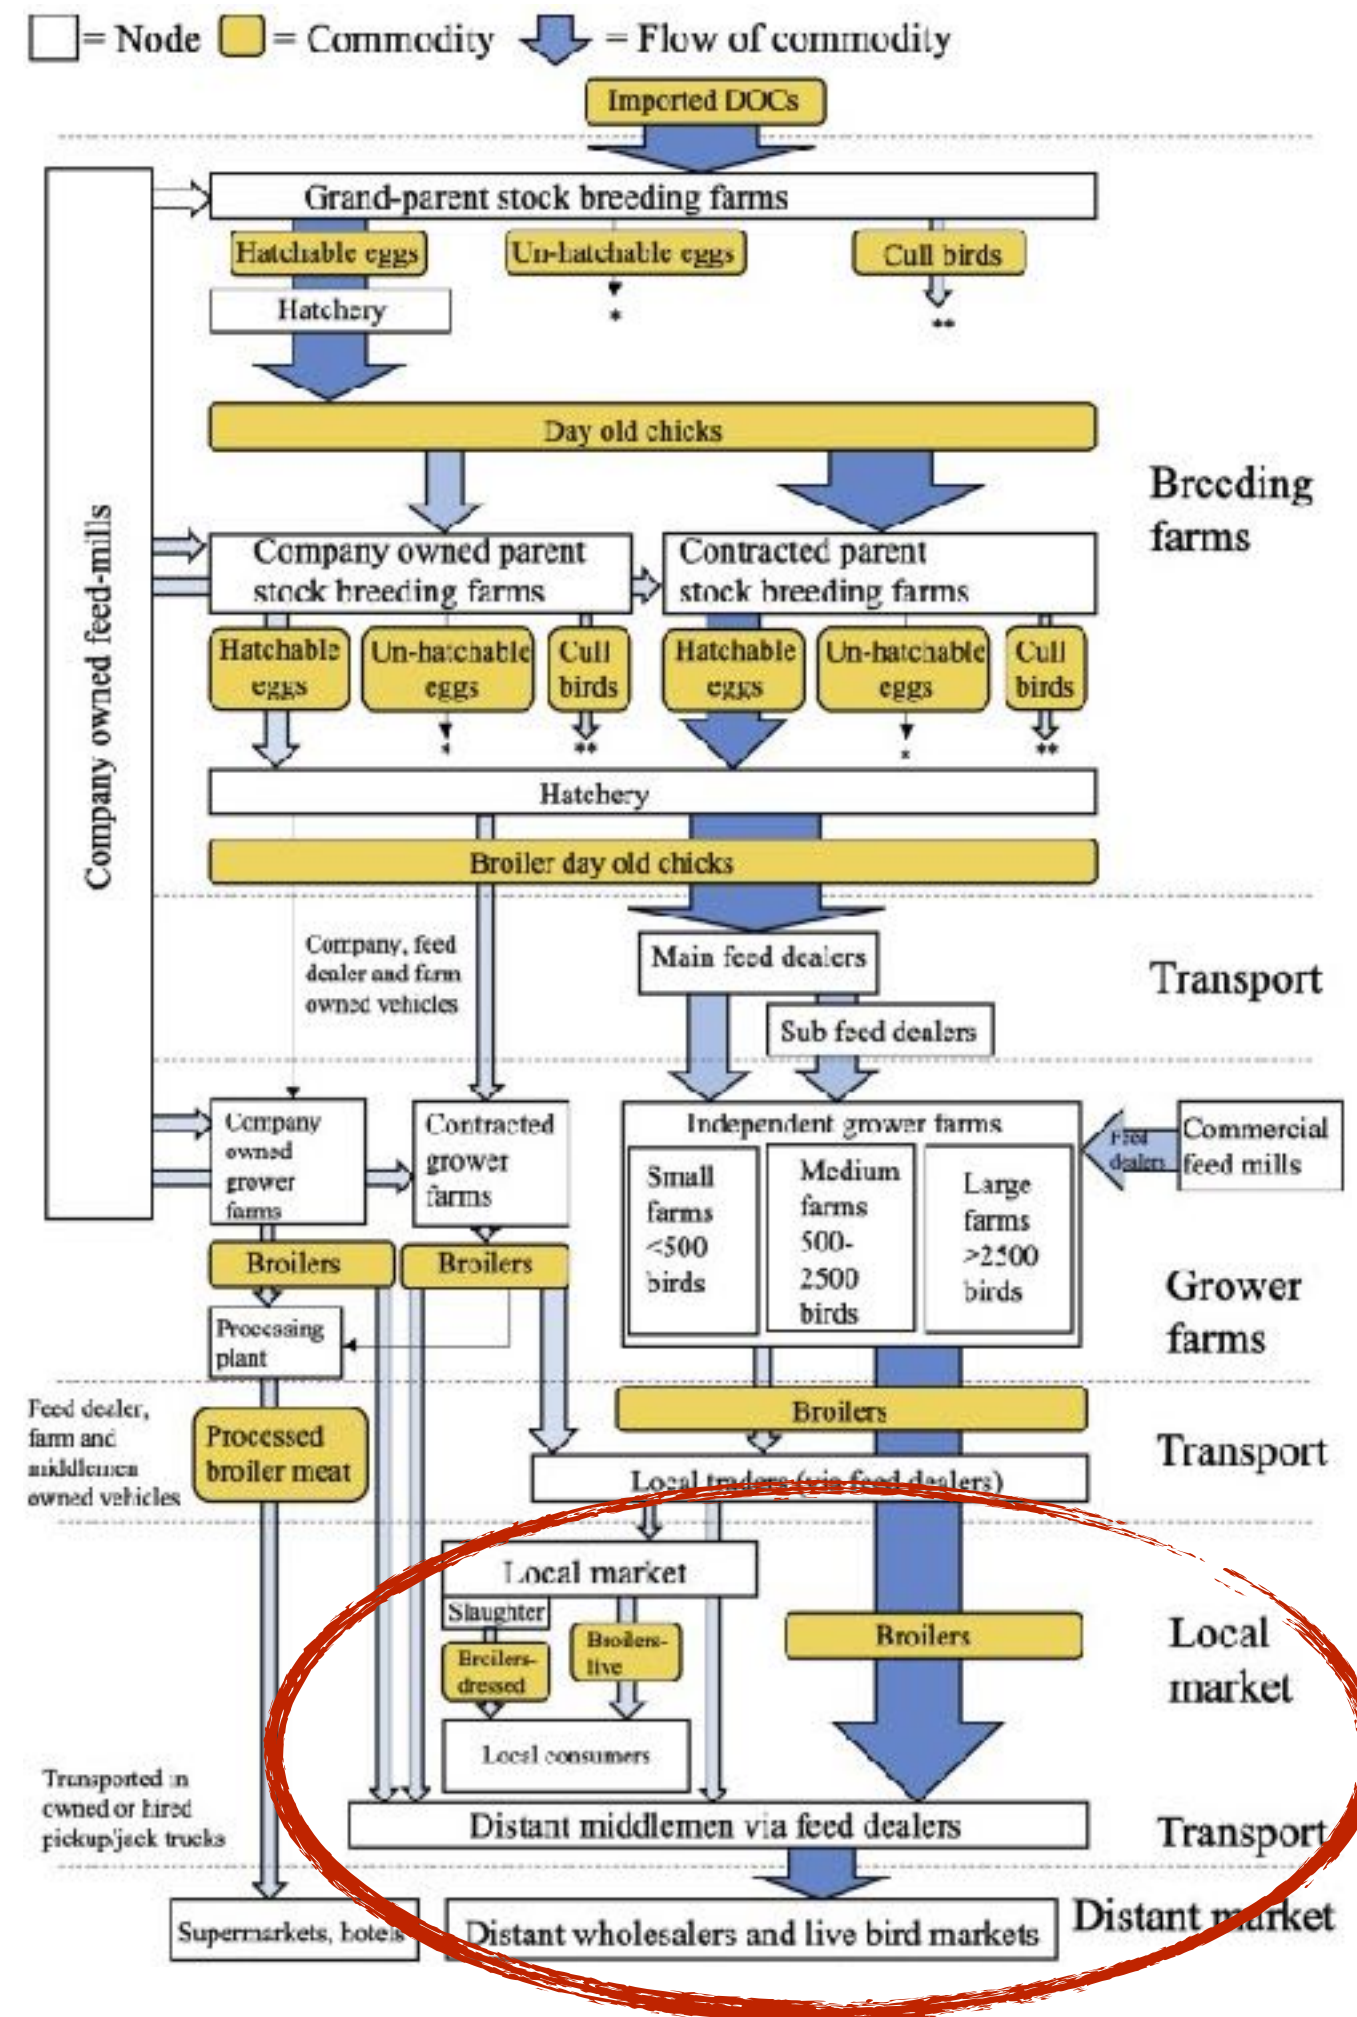 = Node = Commodity = Flow of commodity
Imported DOCs
Grand-parent stock breeding farms
Hatchable eggs
Un-hatchable eggs
Cull birds
*
**
Hatchery
Day old chicks
Breeding
farms
Company owned feed-mills
Company owned parent
stock breeding farms
Contracted parent
stock breeding farms
Hatchable
eggs
Un-hatchable
eggs
Cull
birds
Hatchable
eggs
Un-hatchable
eggs
Cull
birds
*
**
*
**
Hatchery
Broiler day old chicks
Company, feed
dealer and farm
owned vehicles
Main feed dealers
Sub feed dealers
Transport
Company
owned
grower
farms
Contracted
grower
farms
Independent grower farms
Small
farms
<500
birds
Medium
farms
500-
2500
birds
Large
farms
>2500
birds
Feed
dealers
Commercial
feed mills
Broilers
Broilers
Grower
farms
Processing
plant
Feed dealer,
farm and
middlemen
owned vehicles
Processed
broiler meat
Broilers
Transport
Local traders (via feed dealers)
Local market
Slaughter
Broilers-
dressed
Broilers-
live
Broilers
Local
market
Local consumers
Transported in
owned or hired
pickup/jack trucks
Distant middlemen via feed dealers
Transport
Supermarkets, hotels
Distant wholesalers and live bird markets
Distant market